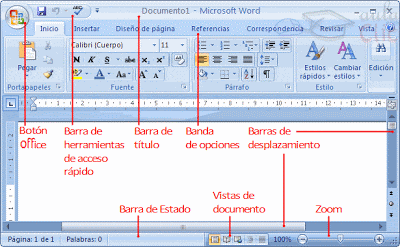 Documento1 - Microsoft Word
Inicio Insertar Diseño de página Referencias Correspondencia Revisar Vista
Calibri (Cuerpo) 11
Pegar
Estilos rápidos
Cambiar estilos
Edición
Portapapeles Fuente Párrafo Estilos
Botón Office
Barra de herramientas de acceso rápido
Barra de título
Banda de opciones
Barras de desplazamiento
Barra de Estado
Vistas de documento
Zoom
Página: 1 de 1 Palabras: 0 100%